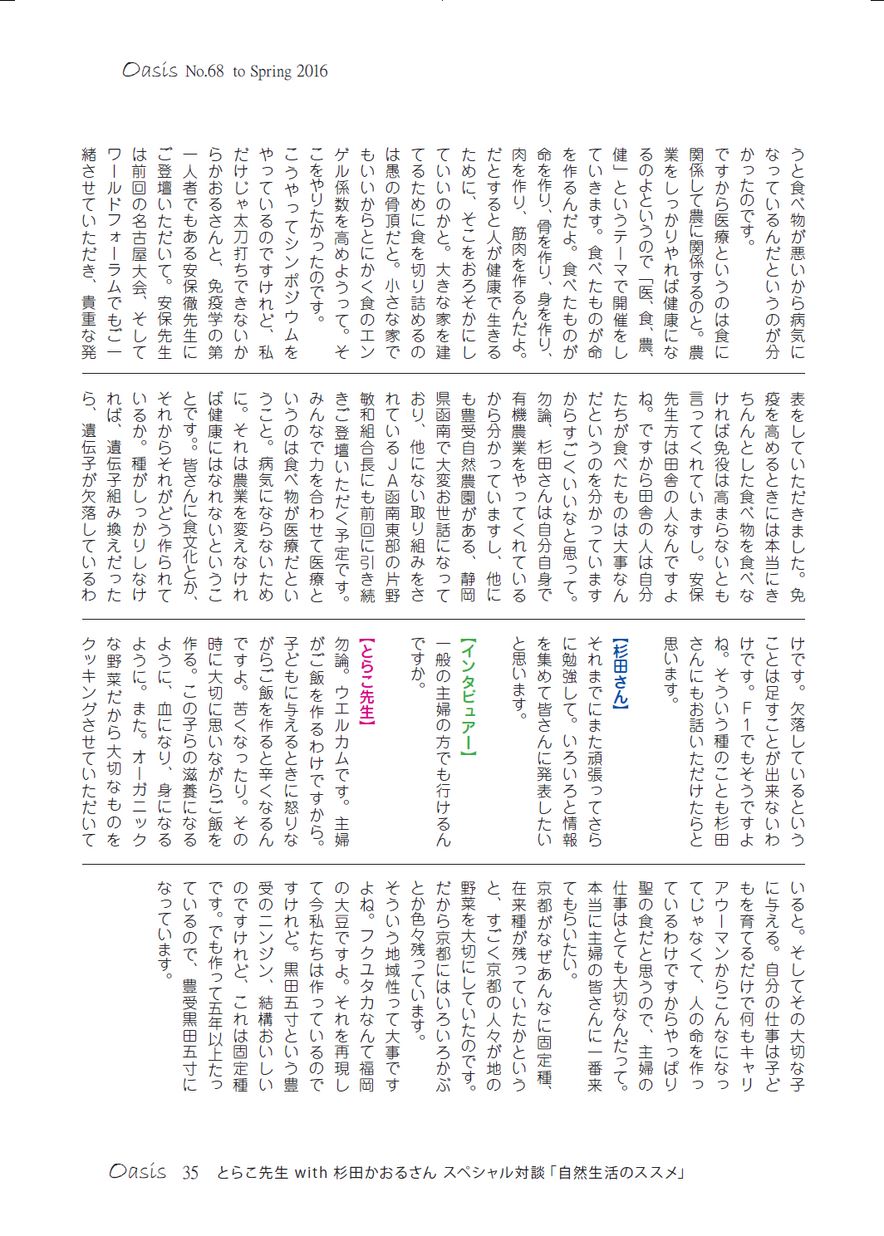 Oasis No.68 to Spring 2016
うと食べ物が悪いから病気に
なっているんだというのが分
かったのです。
ですから医療というのは食に
関係して農に関係するのと。農
業をしっかりやれば健康にな
るのよというので「医、食、農、
健」というテーマで開催をし
ていきます。食べたものが命
を作るんだよ。食べたものが
命を作り、骨を作り、身を作り、
肉を作り、筋肉を作るんだよ。
だとすると人が健康で生きる
ために、そこをおろそかにし
ていいのかと。大きな家を建
てるために食を切り詰めるの
は愚の骨頂だと。小さな家で
もいいからとにかく食のエン
ゲル係数を高めようって。そ
こをやりたかったのです。
こうやってシンポジウムを
やっているのですけれど、私
だけじゃ太刀打ちできないか
らかおるさんと、免疫学の第
一人者でもある安保徹先生に
ご登壇いただいて。安保先生
は前回の名古屋大会、そして
ワールドフォーラムでもご一
緒させていただき、貴重な発
表をしていただきました。免
疫を高めるときには本当にき
ちんんとした食べ物を食べな
ければ免役は高まらないとも
言ってくれていますし。安保
先生方は田舎の人なんですよ
ね。ですから田舎の人は自分
たちが食べたものは大事なん
だというのを分かっています
からすごくいいなと思って。
勿論、杉田さんは自分自身で
有機農業をやってくれている
から分かっていますし、他に
も豊受自然農園がある、静岡
県函南で大変お世話になって
おり、他にない取り組みをさ
れているＪＡ函南東部の片野
敏和組合長にも前回に引き続
きご登壇いただく予定です。
みんなで力を合わせて医療と
いうのは食べ物が医療だとい
うこと。病気にならないため
に。それは農業を変えなけれ
ば健康にはなれないというこ
とです。。皆さんに食文化とか、
それからそれがどう作られて
いるか。種がしっかりしなけ
れば、遺伝子組み換えだった
ら、遺伝子が欠落しているわ
けです。欠落しているという
ことは足すことが出来ないわ
けです。Ｆ１でもそうですよ
ね。そういう種のことも杉田
さんにもお話いただけたらと
思います。
【杉田さん】
それまでにまた頑張ってさら
に勉強して。いろいろと情報
を集めて皆さんに発表したい
と思います。
【インタビュアー】
一般の主婦の方でも行けるん
ですか。
【とらこ先生】
勿論。ウエルカムです。主婦
がご飯を作るわけですから。
子どもに与えるときに怒りな
がらご飯を作ると辛くなるん
ですよ。苦くなったり。その
時に大切に思いながらご飯を
作る。この子らの滋養になる
ように、血になり、身になる
ように。また。オーガニック
な野菜だから大切なものを
クッキングさせていただいて
いると。そしてその大切な子
に与える。自分の仕事は子ど
もを育てるだけで何もキャリ
アウーマンからこんなになっ
てじゃなくて、人の命を作っ
ているわけですからやっぱり
聖の食だと思うので、主婦の
仕事はとても大切なんだって。
本当に主婦の皆さんに一番来
てもらいたい。
京都がなぜあんなに固定種、
在来種が残っていたかという
と、すごく京都の人々が地の
野菜を大切にしていたのです。
だから京都にはいろいろかぶ
とか色々残っています。
そういう地域性って大事です
よね。フクユタカなんて福岡
の大豆ですよ。それを再現し
て今私たちは作っているので
すけれど。黒田五寸という豊
受のニンジン、結構おいしい
のですけれど、これは固定種
です。でも作って五年以上たっ
ているので、豊受黒田五寸に
なっています。
Oasis 35 とらこ先生 with 杉田かおるさん スペシャル対談「自然生活のススメ」